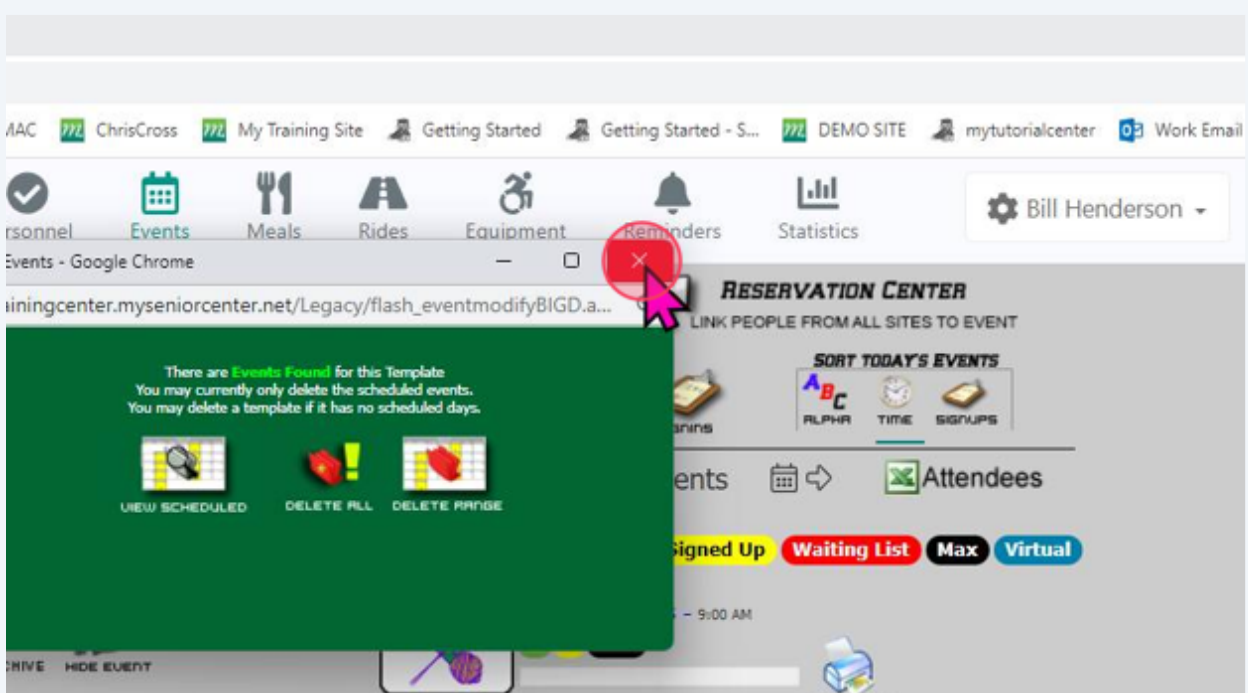 MAC ChrisCross My Training Site Getting Started Getting Started - S... DEMO SITE mytutorialcenter Work Email
rsonnel Events Meals Rides Equipment Reminders Statistics Bill Henderson
Events - Google Chrome
ainingcenter.myseniorcenter.net/Legacy/flash_eventmodifyBIGD.a...
RESERVATION CENTER
LINK PEOPLE FROM ALL SITES TO EVENT
There are Events Found for this Template
You may currently only delete the scheduled events.
You may delete a template if it has no scheduled days.
VIEW SCHEDULED DELETE ALL DELETE RANGE
SORT TODAY'S EVENTS
ALPHA TIME SIGNUPS
gnins
ents Attendees
Signed Up Waiting List Max Virtual
– 9:00 AM
CHIVE HIDE EVENT